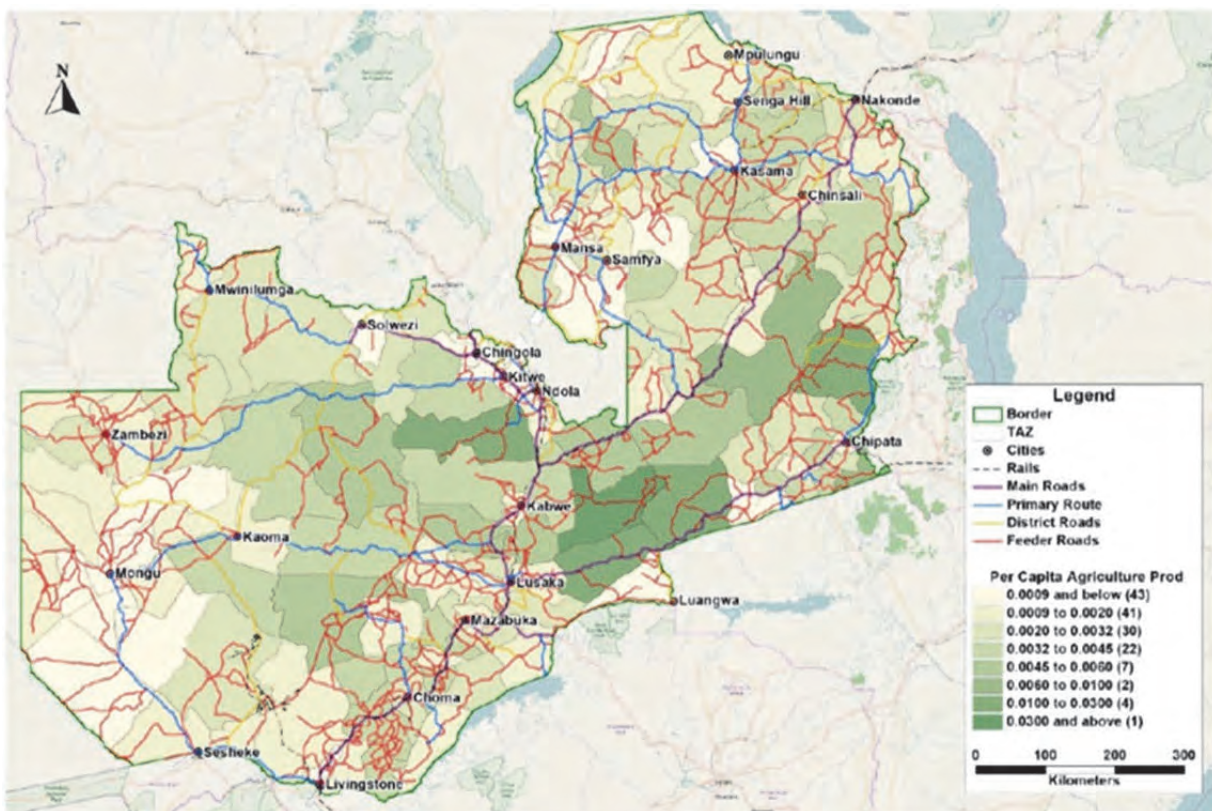 N
Mpulungu
Senga Hill
Nakonde
Kasama
Chinsali
Mansa
Samfya
Mwinilumga
Solwezi
Chingola
Kitwe
Ndola
Zambezi
Chipata
Kabwe
Kaoma
Mongu
Lusaka
Luangwa
Mazabuka
Choma
Sesheke
Livingstone
Legend
Border
TAZ
Cities
Rails
Main Roads
Primary Route
District Roads
Feeder Roads
Per Capita Agriculture Prod
0.0009 and below (43)
0.0009 to 0.0020 (41)
0.0020 to 0.0032 (30)
0.0032 to 0.0045 (22)
0.0045 to 0.0060 (7)
0.0060 to 0.0100 (2)
0.0100 to 0.0300 (4)
0.0300 and above (1)
0 100 200 300
Kilometers